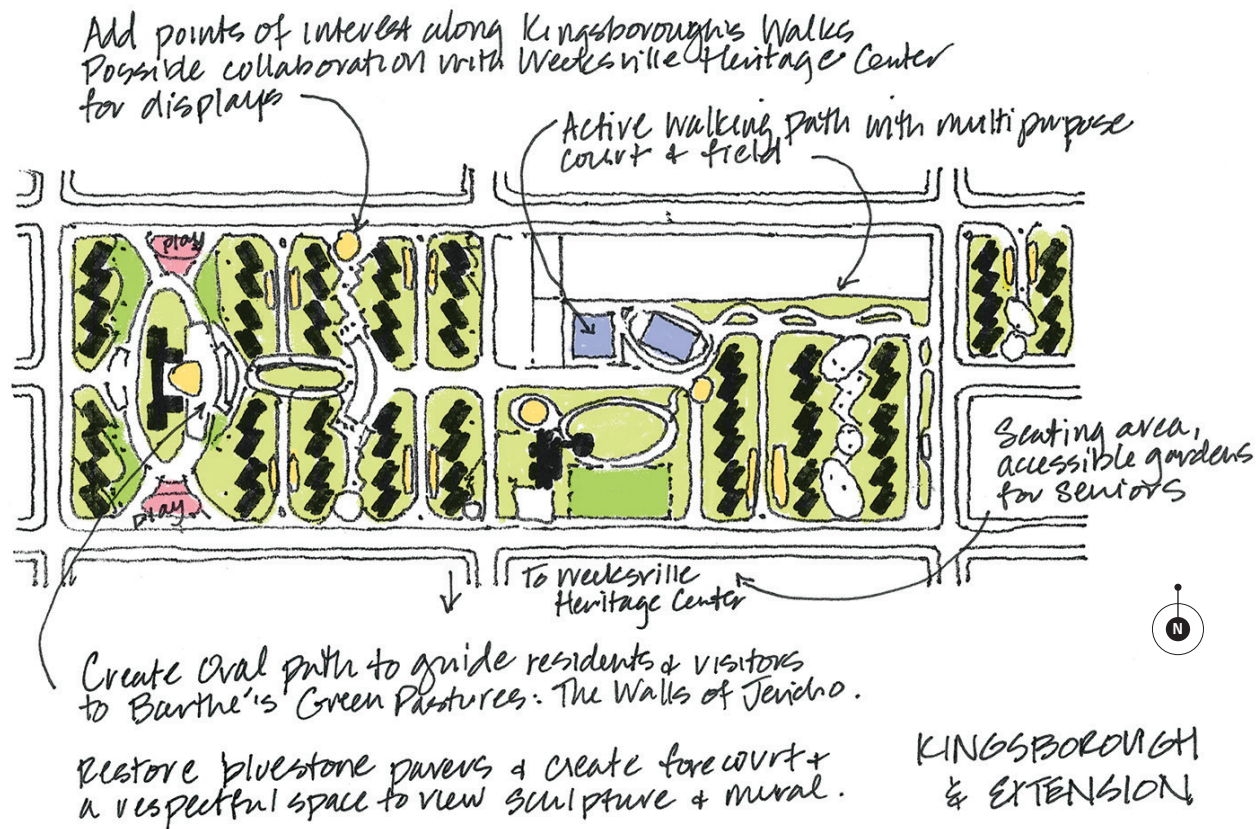 Add points of interest along Kingsborough's Walks
Possible collaboration with Weeksville Heritage Center
for displays
Active walking path with multipurpose
court & field
play
play
Seating area,
accessible gardens
for seniors
To Weeksville
Heritage Center
N
Create Oval path to guide residents & visitors
to Barthe's Green Pastures: The Walls of Jericho.
Restore bluestone pavers & create forecourt &
a respectful space to view sculpture & mural.
KINGSBOROUGH
& EXTENSION